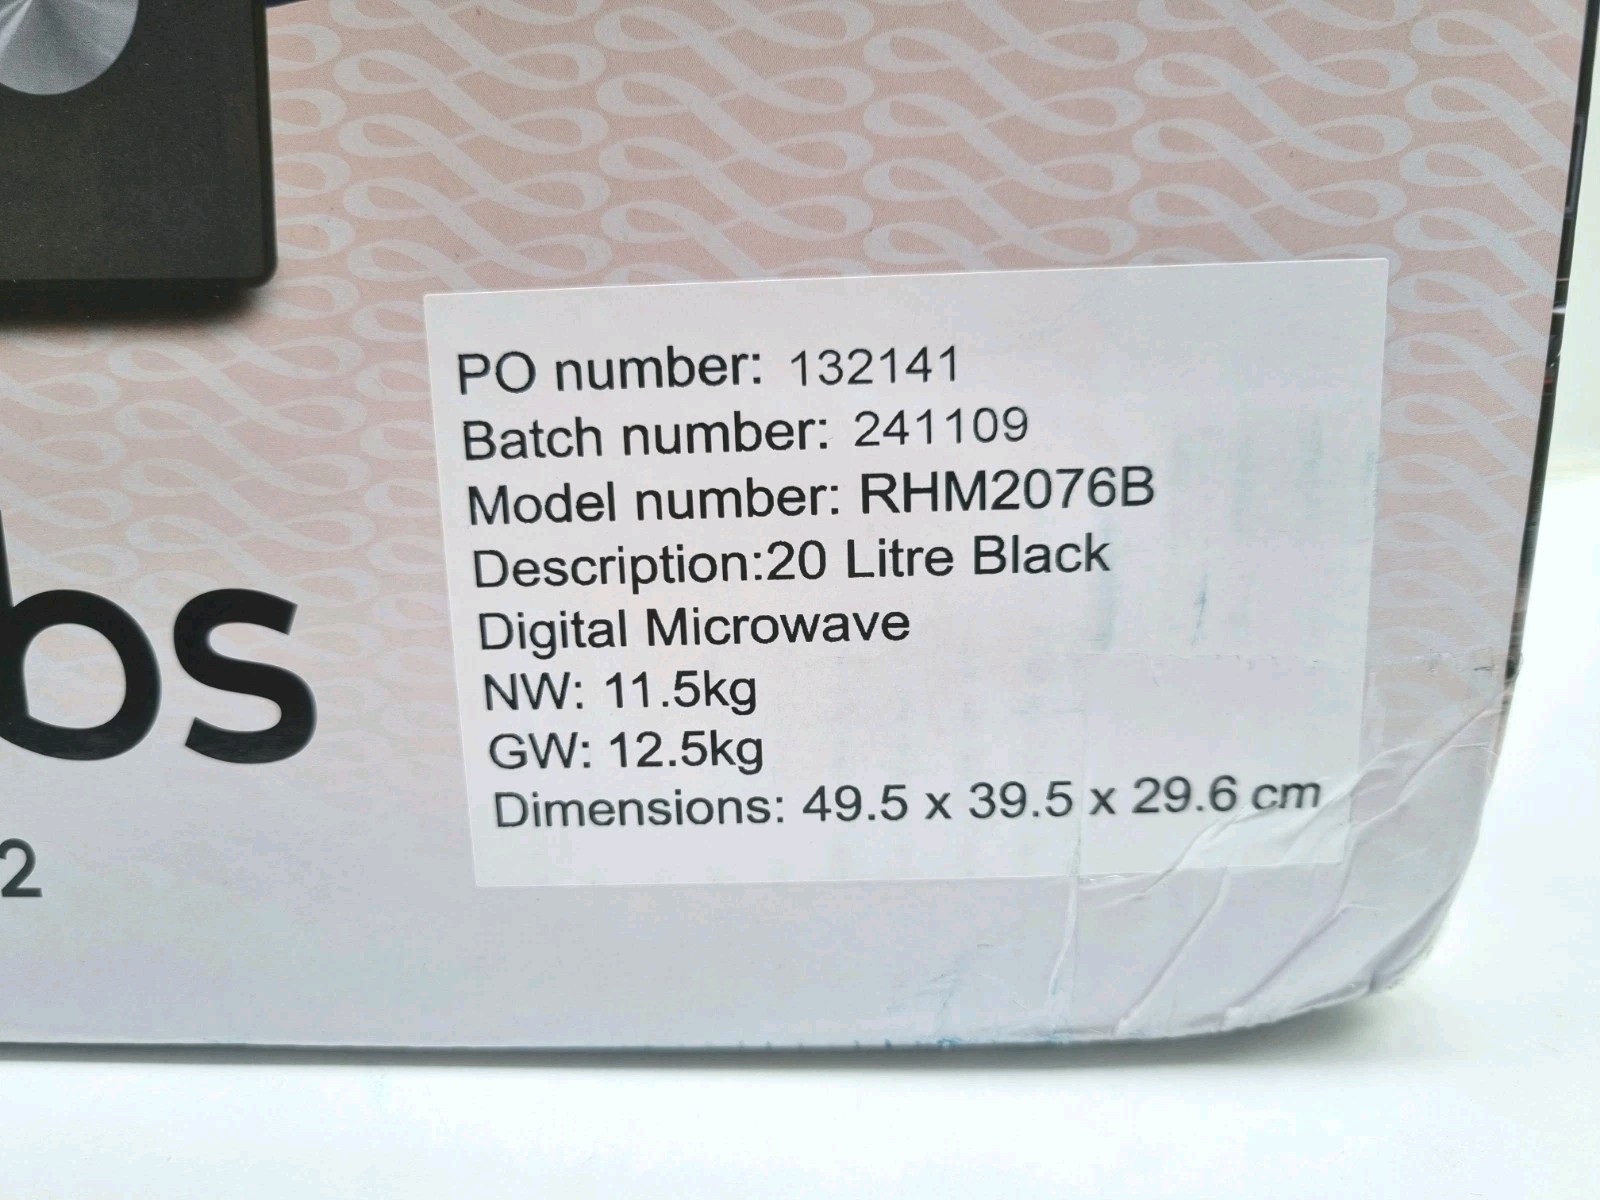 PO number: 132141
Batch number: 241109
Model number: RHM2076B
Description:20 Litre Black
Digital Microwave
NW: 11.5kg
GW: 12.5kg
Dimensions: 49.5 x 39.5 x 29.6 cm